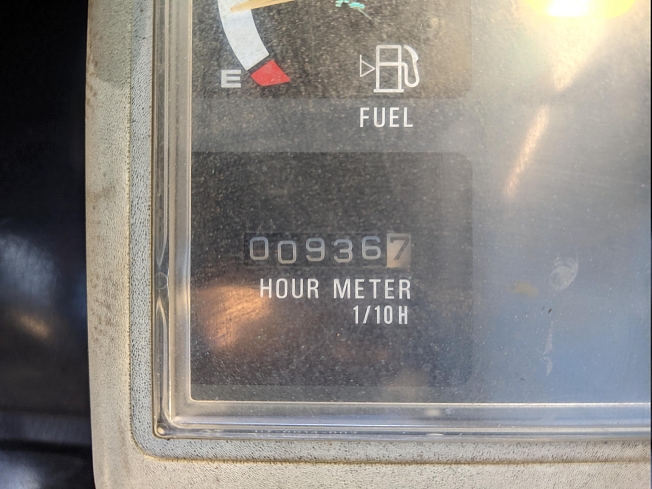 E
FUEL
009367
HOUR METER
1/10 H